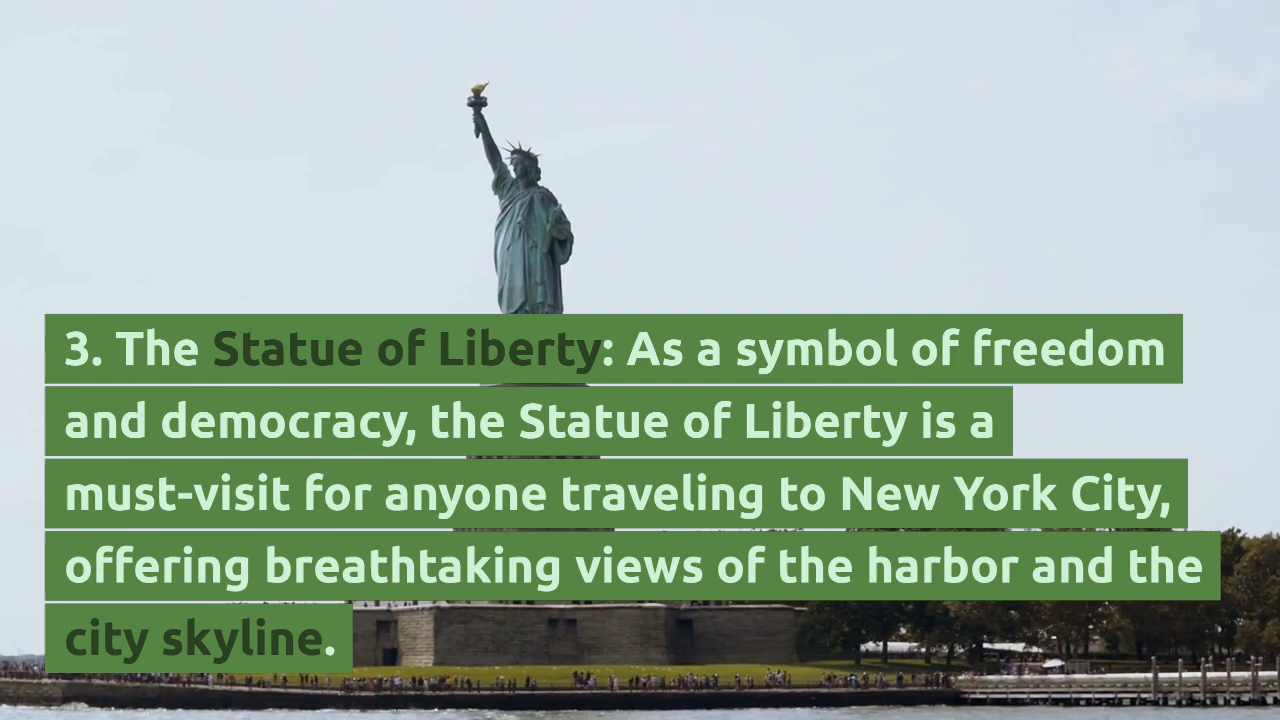 3. The Statue of Liberty: As a symbol of freedom
and democracy, the Statue of Liberty is a
must-visit for anyone traveling to New York City,
offering breathtaking views of the harbor and the
city skyline.